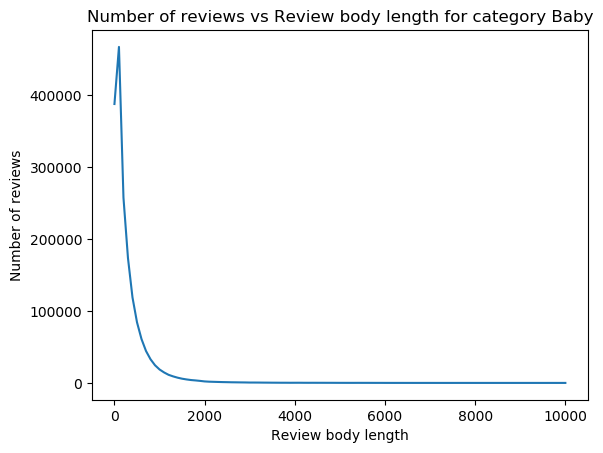 Number of reviews vs Review body length for category Baby
Number of reviews
400000
300000
200000
100000
0
0 2000 4000 6000 8000 10000
Review body length